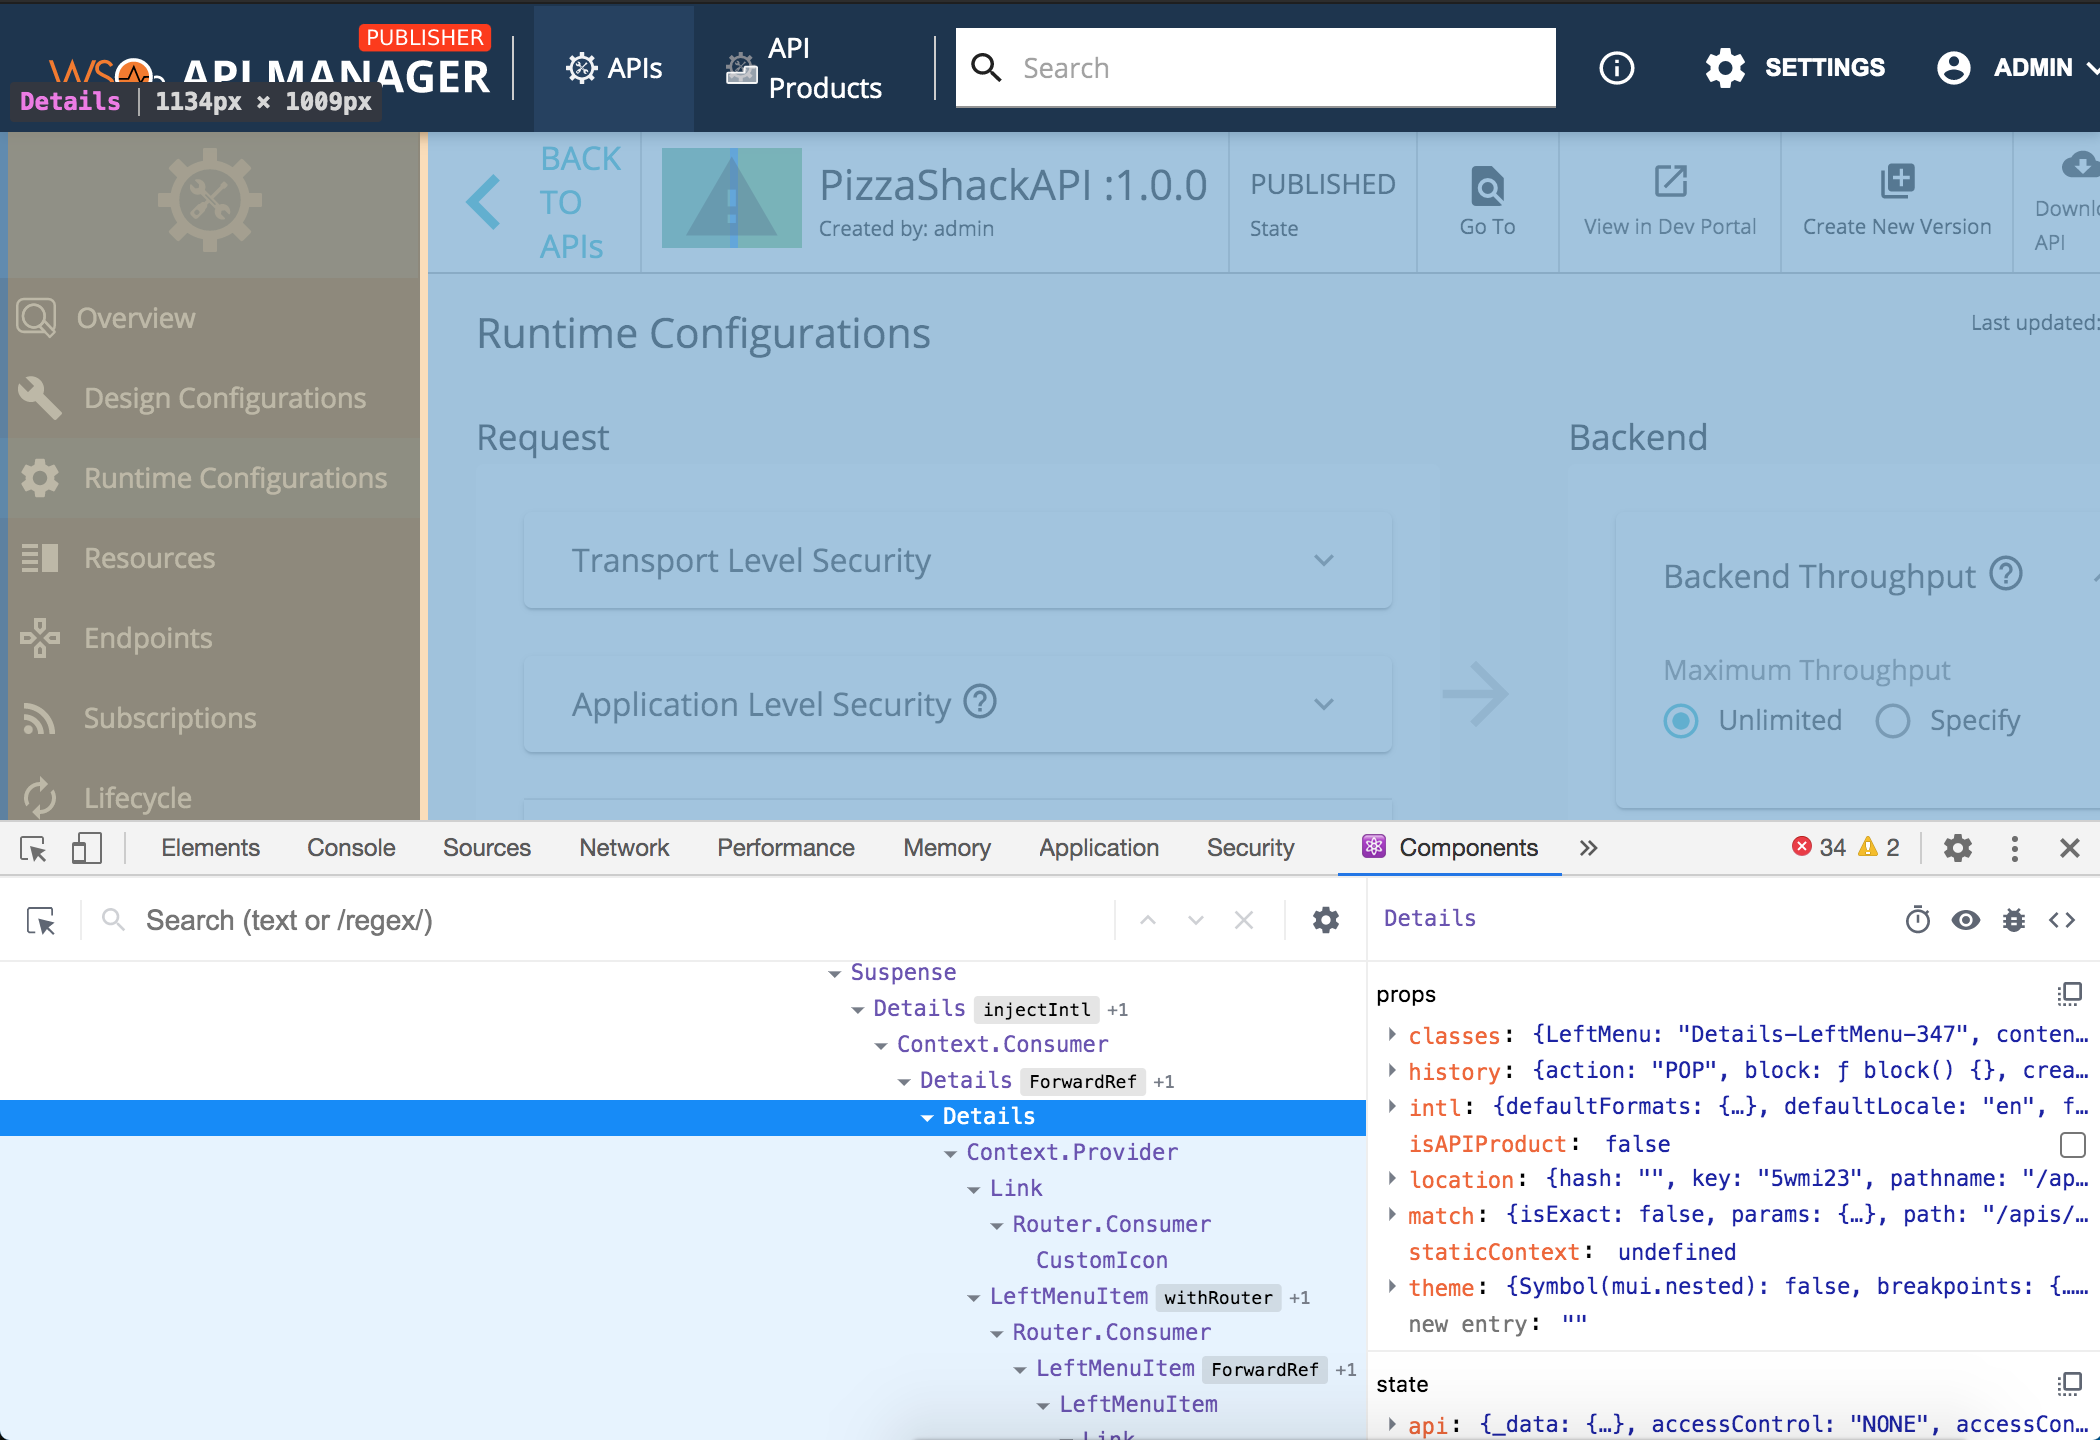 PUBLISHER
API MANAGER
Details | 1134px × 1009px
APIs
API
Products
Search
SETTINGS
ADMIN
BACK
TO
APIs
PizzaShackAPI :1.0.0
Created by: admin
PUBLISHED
State
Go To
View in Dev Portal
Create New Version
API
Overview
Design Configurations
Runtime Configurations
Resources
Endpoints
Subscriptions
Lifecycle
Runtime Configurations
Last updated:
Request
Backend
Transport Level Security
Application Level Security
Backend Throughput
Maximum Throughput
Unlimited
Specify
Elements
Console
Sources
Network
Performance
Memory
Application
Security
Components
»
34
2
Search (text or /regex/)
Suspense
Details injectIntl +1
Context.Consumer
Details ForwardRef +1
Details
Context.Provider
Link
Router.Consumer
CustomIcon
LeftMenuItem withRouter +1
Router.Consumer
LeftMenuItem ForwardRef +1
LeftMenuItem
Link
Details
props
classes: {LeftMenu: "Details-LeftMenu-347", conten…
history: {action: "POP", block: ƒ block() {}, crea…
intl: {defaultFormats: {…}, defaultLocale: "en", f…
isAPIProduct: false
location: {hash: "", key: "5wmi23", pathname: "/ap…
match: {isExact: false, params: {…}, path: "/apis/…
staticContext: undefined
theme: {Symbol(mui.nested): false, breakpoints: {……
new entry: ""
state
api: {_data: {…}, accessControl: "NONE", accessCon…